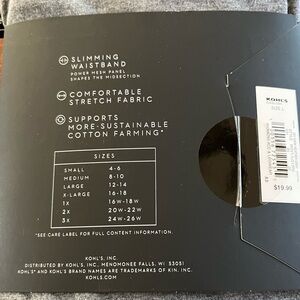 SLIMMING
WAISTBAND
POWER MESH PANEL
SHAPES THE MIDSECTION
COMFORTABLE
STRETCH FABRIC
SUPPORTS
MORE-SUSTAINABLE
COTTON FARMING*
SIZES
SMALL 4-6
MEDIUM 8-10
LARGE 12-14
X-LARGE 16-18
1X 16W-18W
2X 20W-22W
3X 24W-26W
*SEE CARE LABEL FOR FULL CONTENT INFORMATION.
KOHL'S, INC.
DISTRIBUTED BY KOHL'S, INC. MENOMONEE FALLS, WI 53051
KOHL'S® AND KOHL'S BRAND NAMES ARE TRADEMARKS OF KIN, INC.
KOHLS.COM
KOHL'S
$19.99